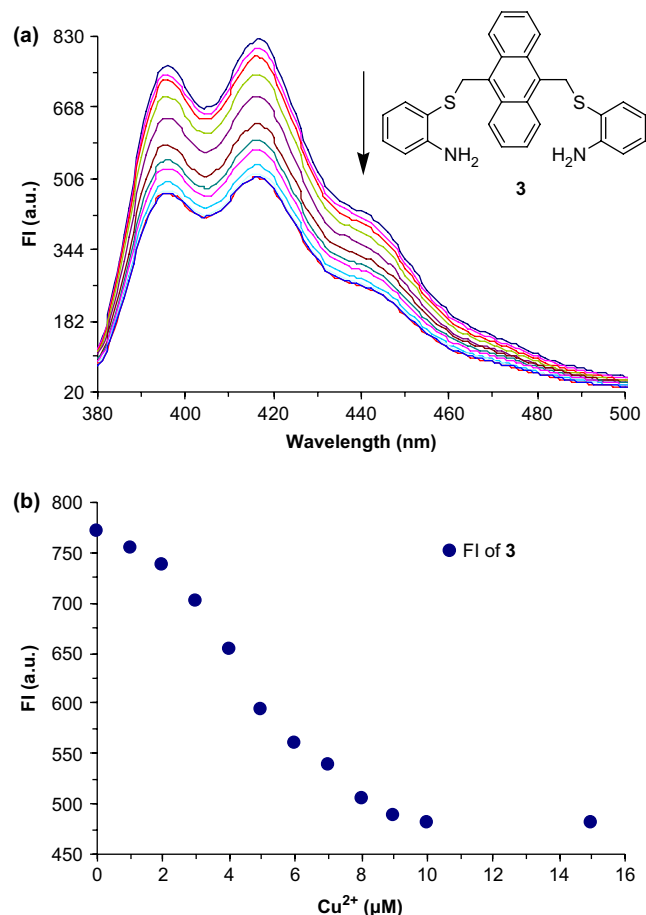 (a)
FI (a.u.)
830
668
506
344
182
20
380 400 420 440 460 480 500
Wavelength (nm)
S
S
NH2
H2N
3
(b)
FI (a.u.)
800
750
700
650
600
550
500
450
FI of 3
0 2 4 6 8 10 12 14 16
Cu2+ (µM)